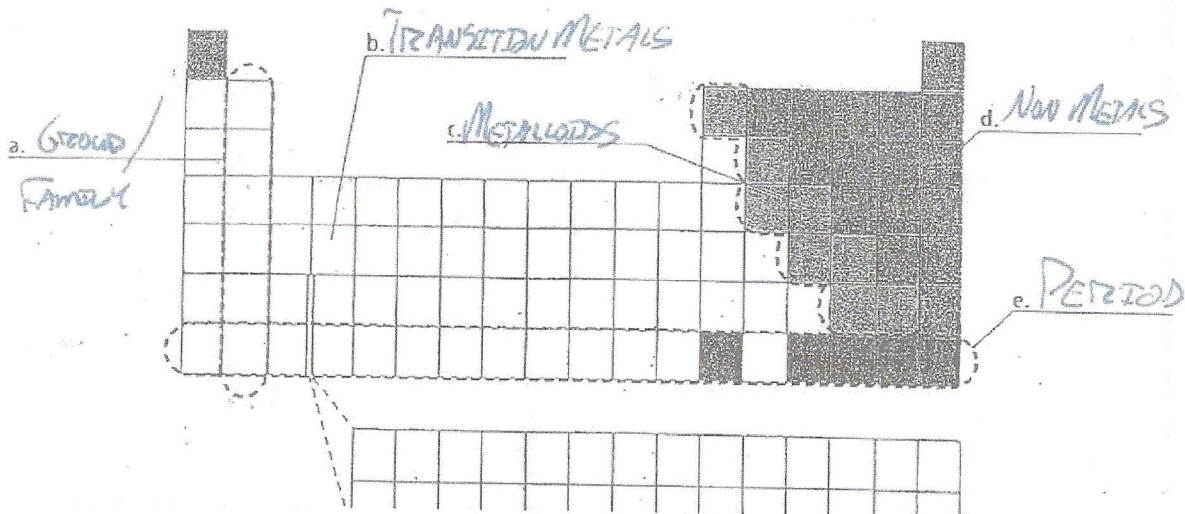 b. TRANSITION METALS
c. METALLOIDS
d. NON METALS
a. GROUP/
FAMILY
e. PERIOD